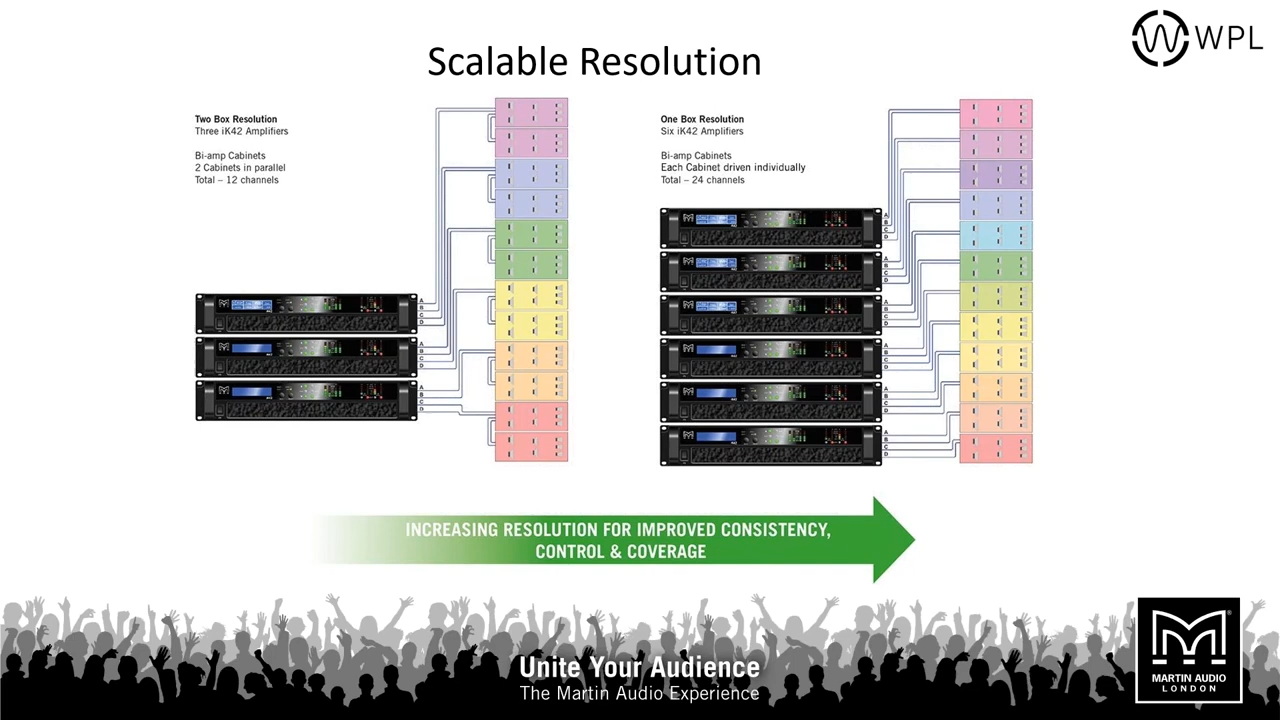 WPL
Scalable Resolution
Two Box Resolution
Three iK42 Amplifiers
Bi-amp Cabinets
2 Cabinets in parallel
Total – 12 channels
A
B
C
D
A
B
C
D
A
B
C
D
One Box Resolution
Six iK42 Amplifiers
Bi-amp Cabinets
Each Cabinet driven individually
Total – 24 channels
A
B
C
D
A
B
C
D
A
B
C
D
A
B
C
D
A
B
C
D
A
B
C
D
INCREASING RESOLUTION FOR IMPROVED CONSISTENCY,
CONTROL & COVERAGE
Unite Your Audience
The Martin Audio Experience
MARTIN AUDIO
LONDON